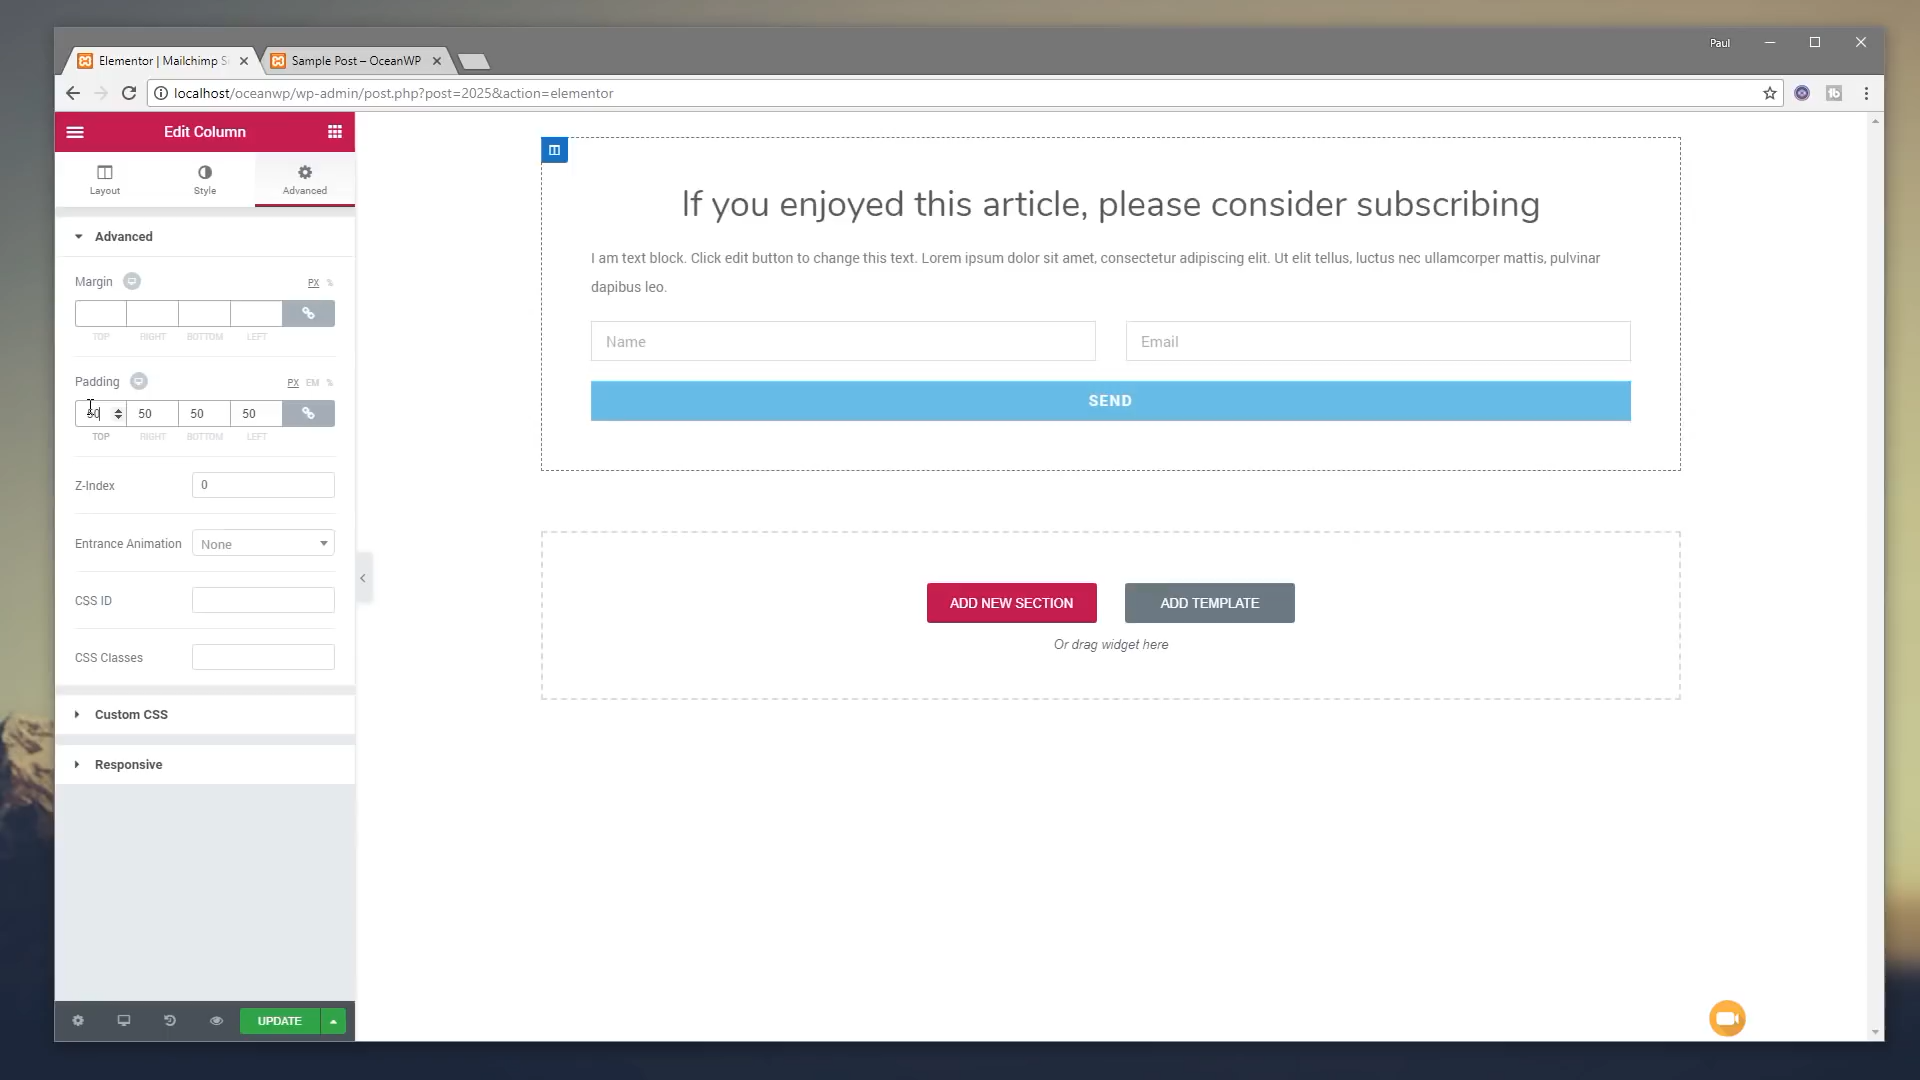 Paul
Elementor | Mailchimp S
Sample Post – OceanWP
localhost/oceanwp/wp-admin/post.php?post=2025&action=elementor
Edit Column
Layout
Style
Advanced
Advanced
Margin
PX %
TOP RIGHT BOTTOM LEFT
Padding
PX EM %
50 50 50 50
TOP RIGHT BOTTOM LEFT
Z-Index
0
Entrance Animation
None
CSS ID
CSS Classes
Custom CSS
Responsive
UPDATE
If you enjoyed this article, please consider subscribing
I am text block. Click edit button to change this text. Lorem ipsum dolor sit amet, consectetur adipiscing elit. Ut elit tellus, luctus nec ullamcorper mattis, pulvinar
dapibus leo.
Name
Email
SEND
ADD NEW SECTION
ADD TEMPLATE
Or drag widget here